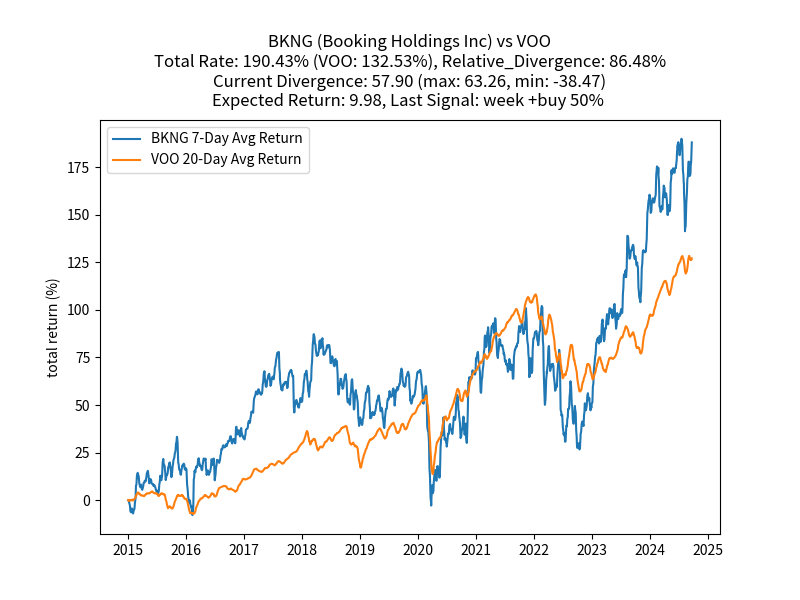 BKNG (Booking Holdings Inc) vs VOO
Total Rate: 190.43% (VOO: 132.53%), Relative_Divergence: 86.48%
Current Divergence: 57.90 (max: 63.26, min: -38.47)
Expected Return: 9.98, Last Signal: week +buy 50%
BKNG 7-Day Avg Return
VOO 20-Day Avg Return
total return (%)
175
150
125
100
75
50
25
0
2015 2016 2017 2018 2019 2020 2021 2022 2023 2024 2025